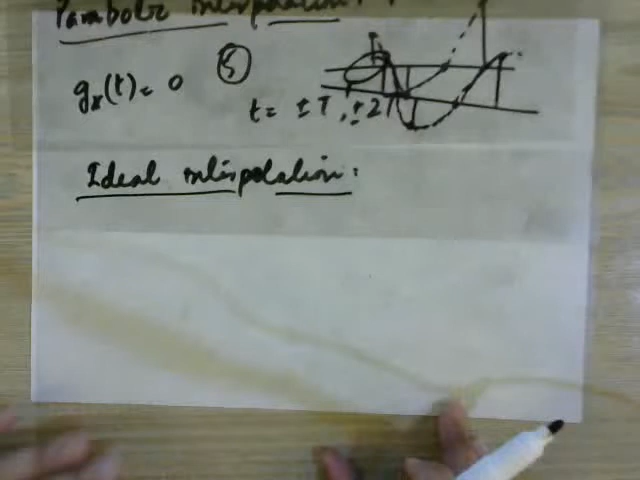 Parabolic interpolation:
g_x(t) = 0 (5)
t = ±T, ±2T
Ideal interpolation: